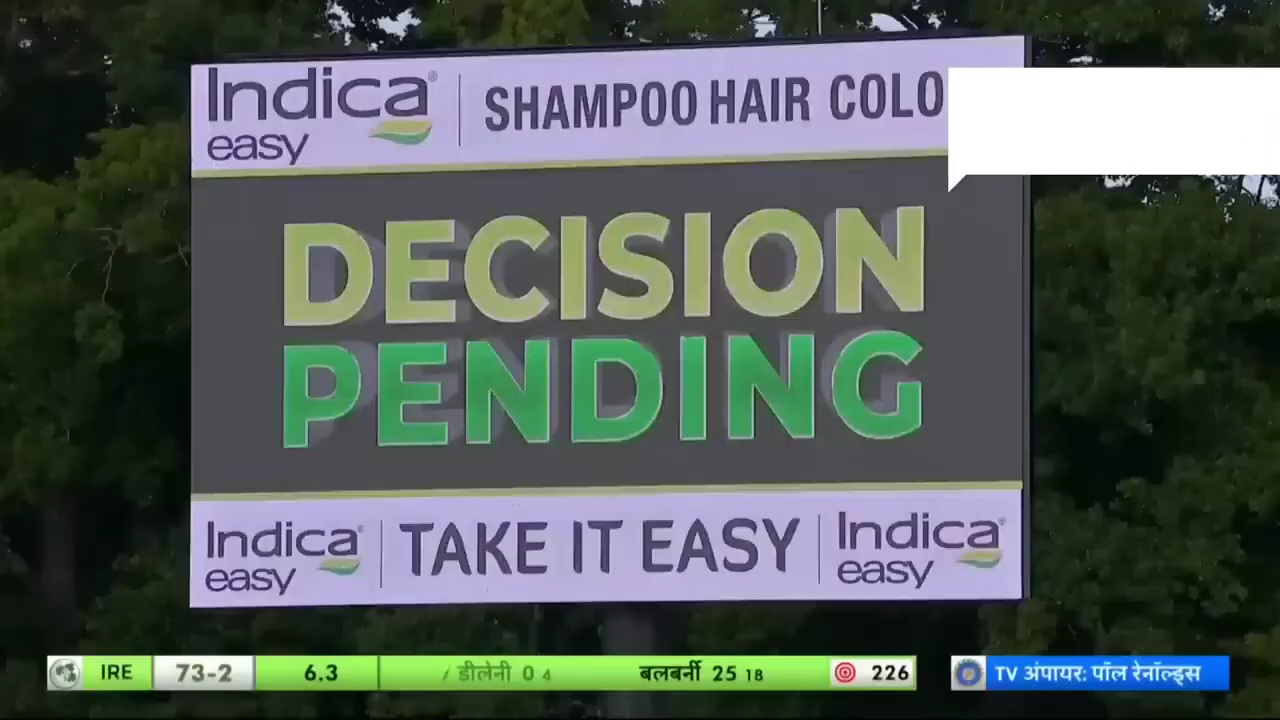 Indica® easy | SHAMPOO HAIR COLO
DECISION
PENDING
Indica® easy | TAKE IT EASY | Indica® easy
IRE 73-2 6.3 / डीलेनी 0 4 बलबर्नी 25 18 226 TV अंपायर: पॉल रेनॉल्ड्स